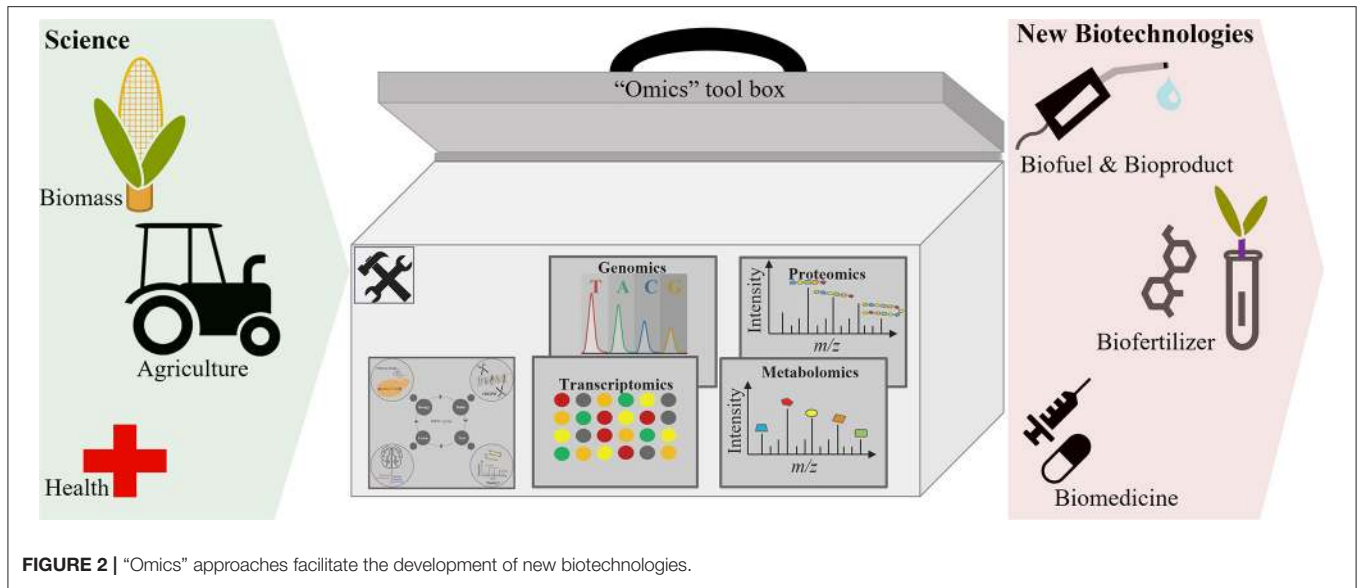 Science
Biomass
Agriculture
Health
“Omics” tool box
Genomics
T A C G
Proteomics
Intensity
m/z
Transcriptomics
Metabolomics
Intensity
m/z
New Biotechnologies
Biofuel & Bioproduct
Biofertilizer
Biomedicine
FIGURE 2 | “Omics” approaches facilitate the development of new biotechnologies.